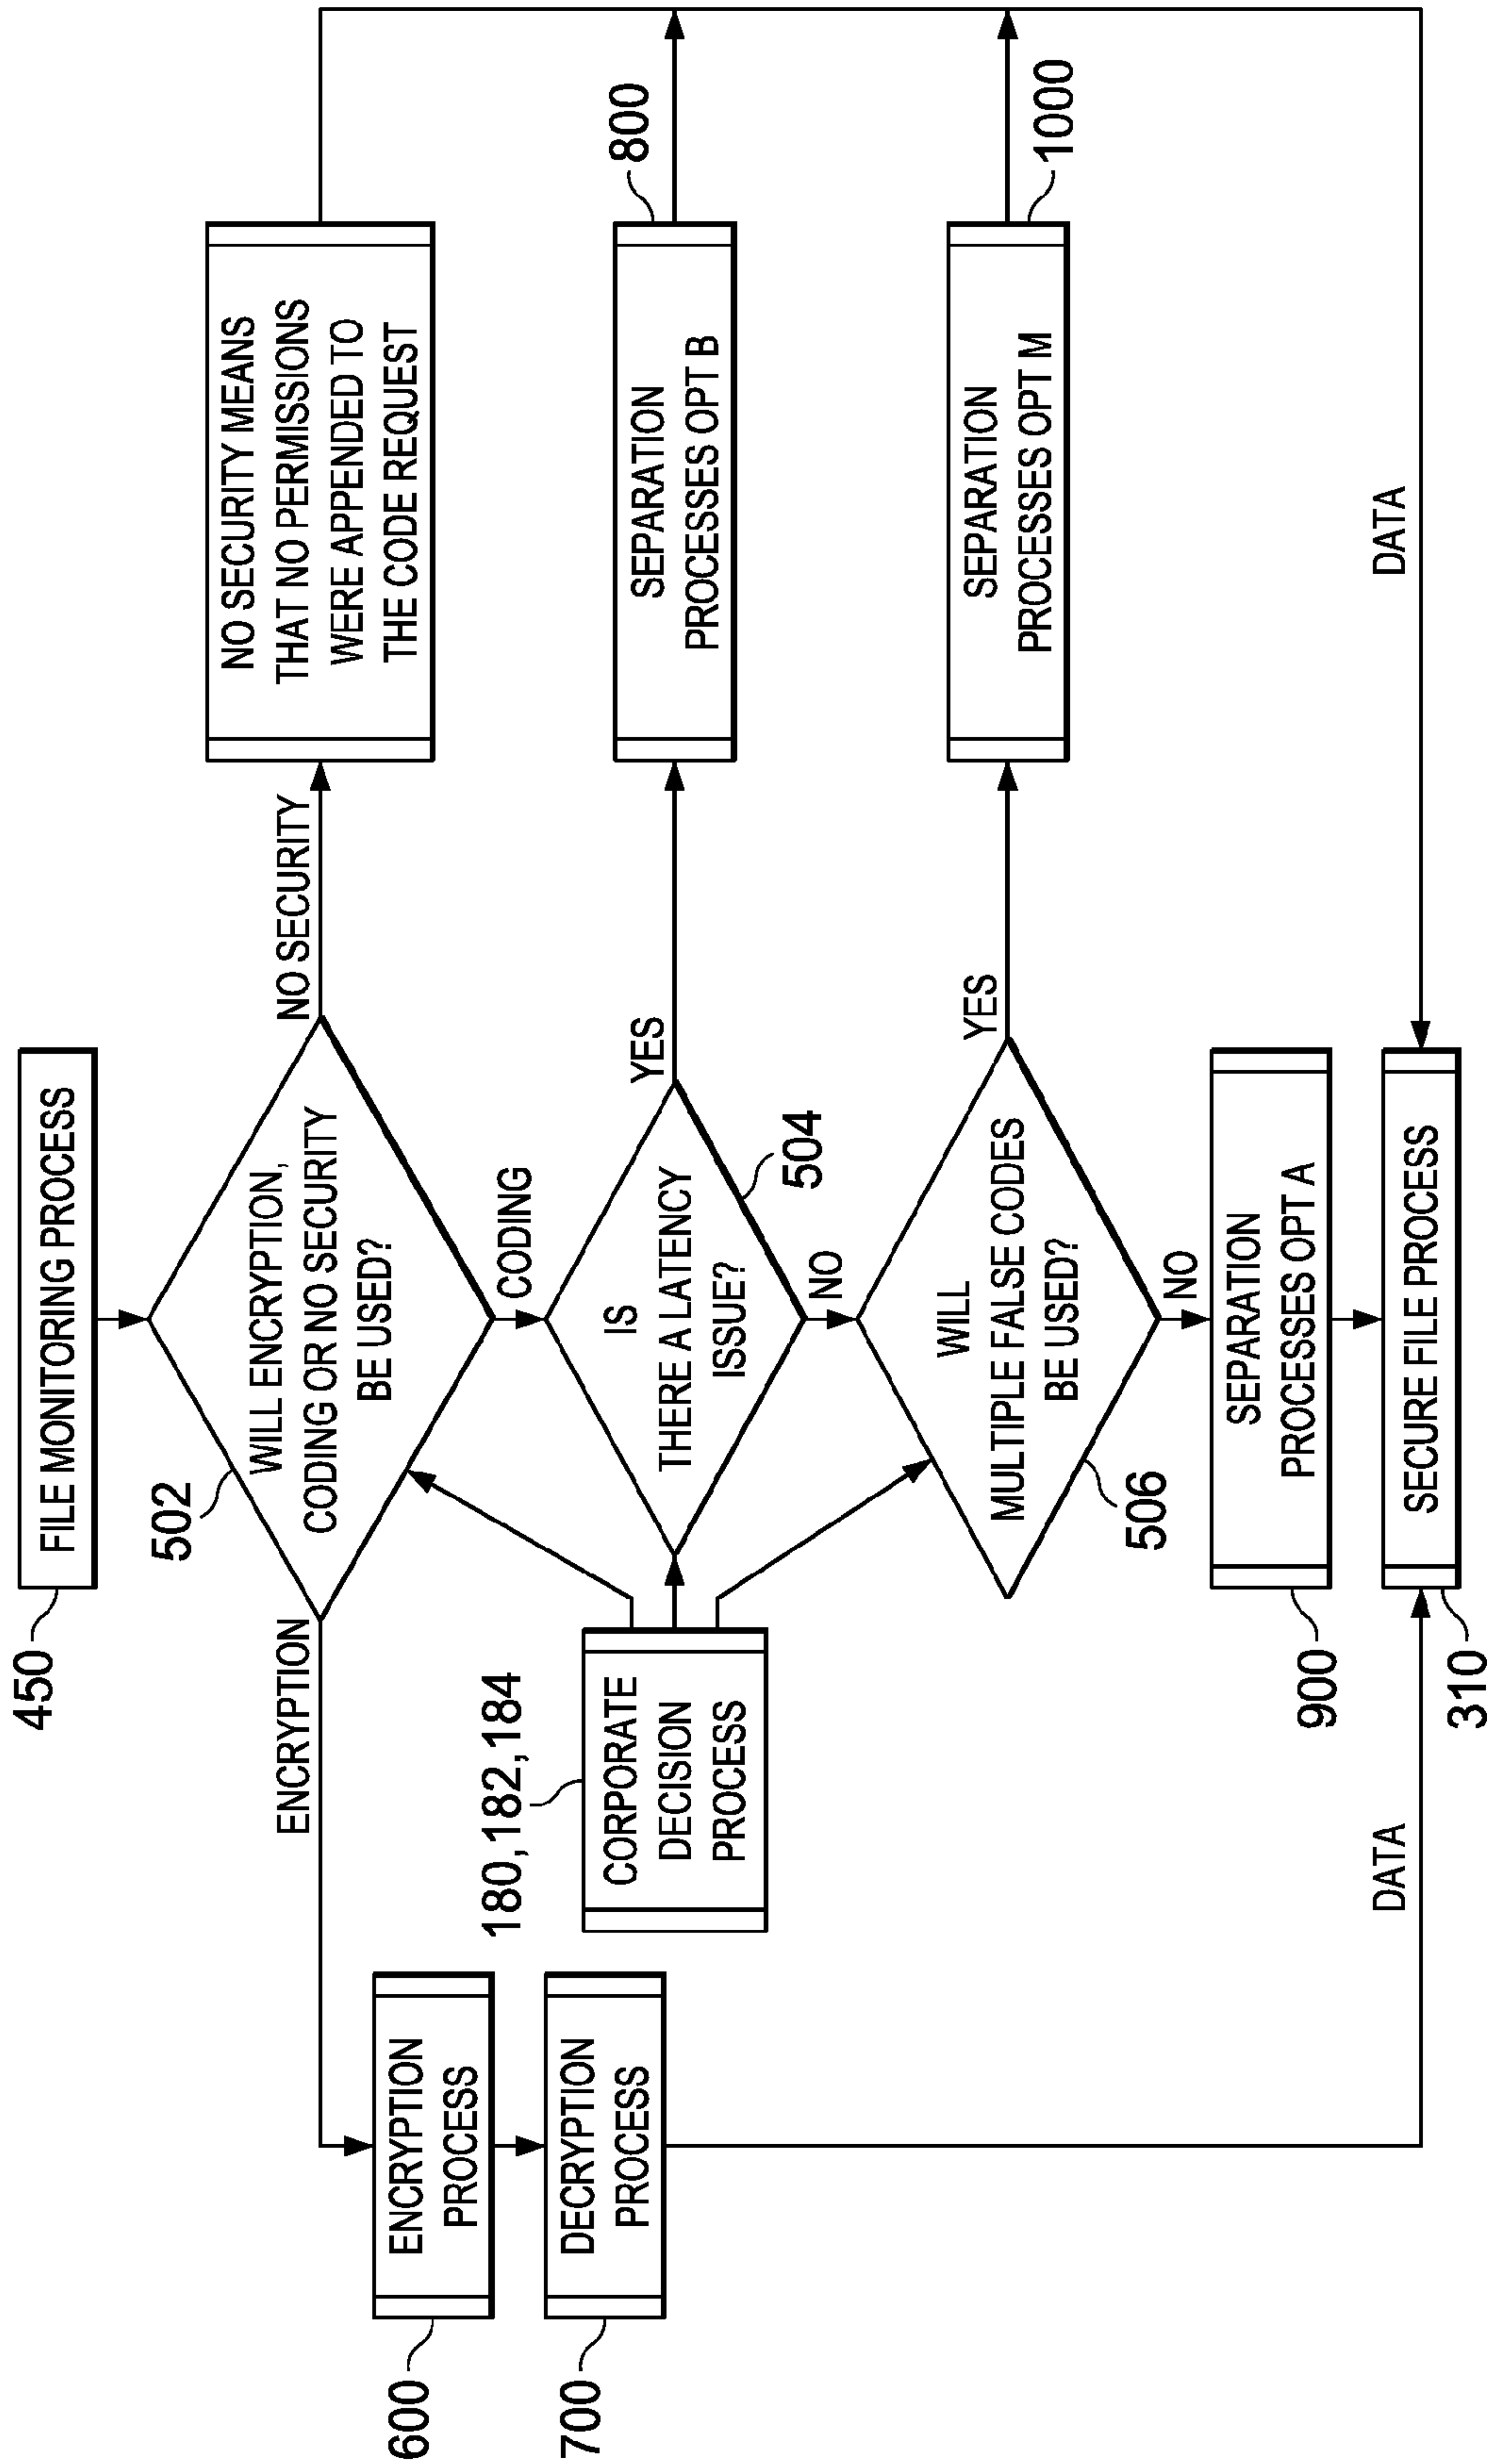 450
FILE MONITORING PROCESS
502
WILL ENCRYPTION,
CODING OR NO SECURITY
BE USED?
ENCRYPTION
NO SECURITY
NO SECURITY MEANS
THAT NO PERMISSIONS
WERE APPENDED TO
THE CODE REQUEST
600
ENCRYPTION
PROCESS
CODING
180,182,184
CORPORATE
DECISION
PROCESS
IS
THERE A LATENCY
ISSUE?
504
YES
SEPARATION
PROCESSES OPT B
800
700
DECRYPTION
PROCESS
NO
WILL
MULTIPLE FALSE CODES
BE USED?
506
YES
SEPARATION
PROCESSES OPT M
1000
NO
900
SEPARATION
PROCESSES OPT A
DATA
310
SECURE FILE PROCESS
DATA